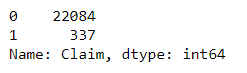 0    22084
1      337
Name: Claim, dtype: int64